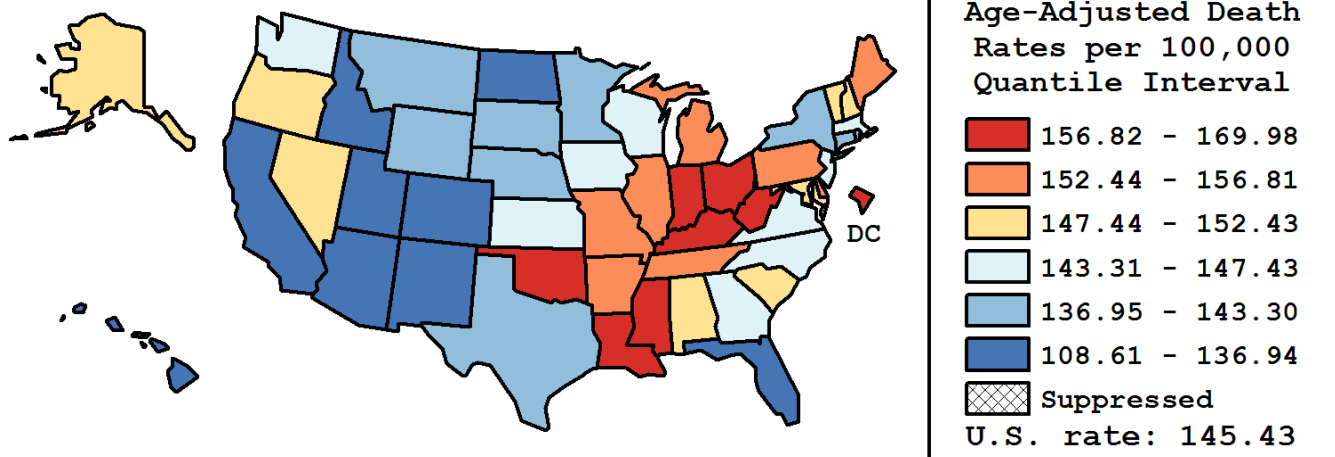 DC
Age-Adjusted Death
Rates per 100,000
Quantile Interval
156.82 - 169.98
152.44 - 156.81
147.44 - 152.43
143.31 - 147.43
136.95 - 143.30
108.61 - 136.94
Suppressed
U.S. rate: 145.43